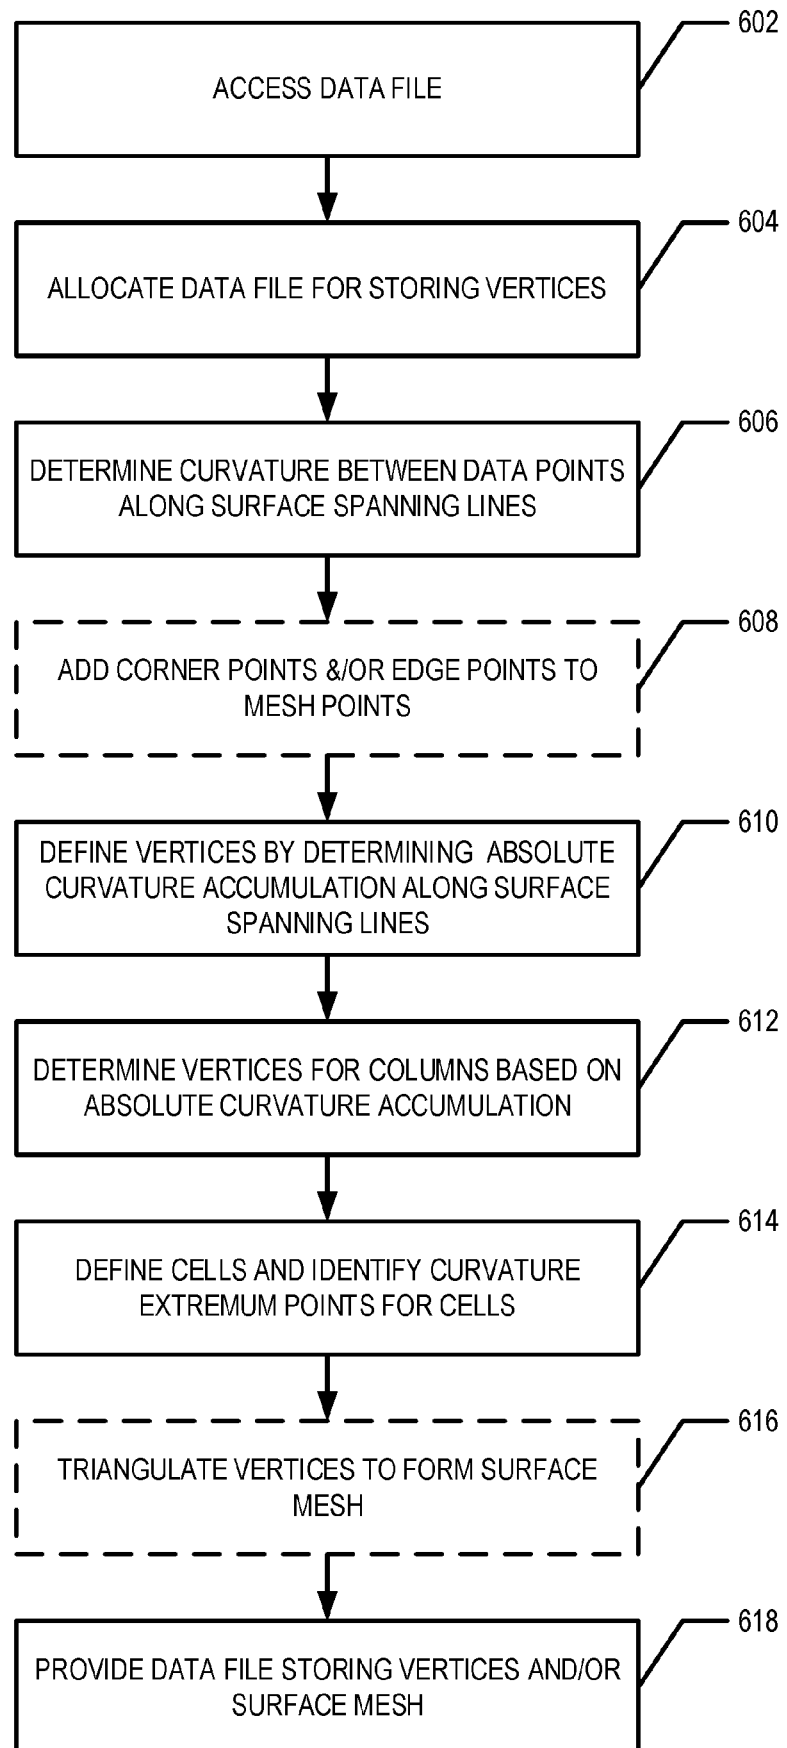 602
ACCESS DATA FILE
604
ALLOCATE DATA FILE FOR STORING VERTICES
606
DETERMINE CURVATURE BETWEEN DATA POINTS
ALONG SURFACE SPANNING LINES
608
ADD CORNER POINTS &/OR EDGE POINTS TO
MESH POINTS
610
DEFINE VERTICES BY DETERMINING ABSOLUTE
CURVATURE ACCUMULATION ALONG SURFACE
SPANNING LINES
612
DETERMINE VERTICES FOR COLUMNS BASED ON
ABSOLUTE CURVATURE ACCUMULATION
614
DEFINE CELLS AND IDENTIFY CURVATURE
EXTREMUM POINTS FOR CELLS
616
TRIANGULATE VERTICES TO FORM SURFACE
MESH
618
PROVIDE DATA FILE STORING VERTICES AND/OR
SURFACE MESH